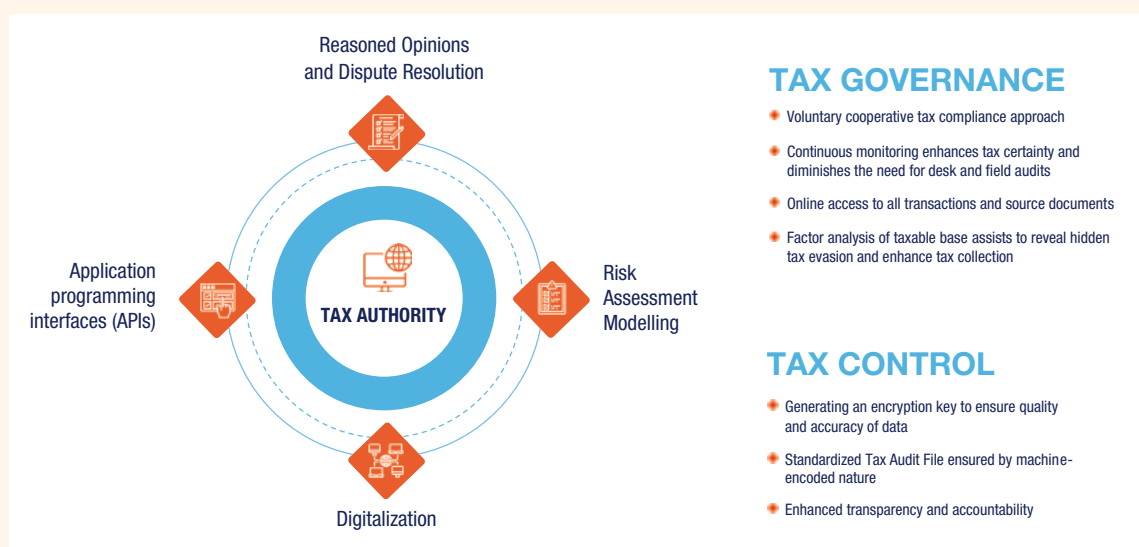 Reasoned Opinions
and Dispute Resolution
Application
programming
interfaces (APIs)
TAX AUTHORITY
Risk
Assessment
Modelling
Digitalization
TAX GOVERNANCE
Voluntary cooperative tax compliance approach
Continuous monitoring enhances tax certainty and
diminishes the need for desk and field audits
Online access to all transactions and source documents
Factor analysis of taxable base assists to reveal hidden
tax evasion and enhance tax collection
TAX CONTROL
Generating an encryption key to ensure quality
and accuracy of data
Standardized Tax Audit File ensured by machine-
encoded nature
Enhanced transparency and accountability